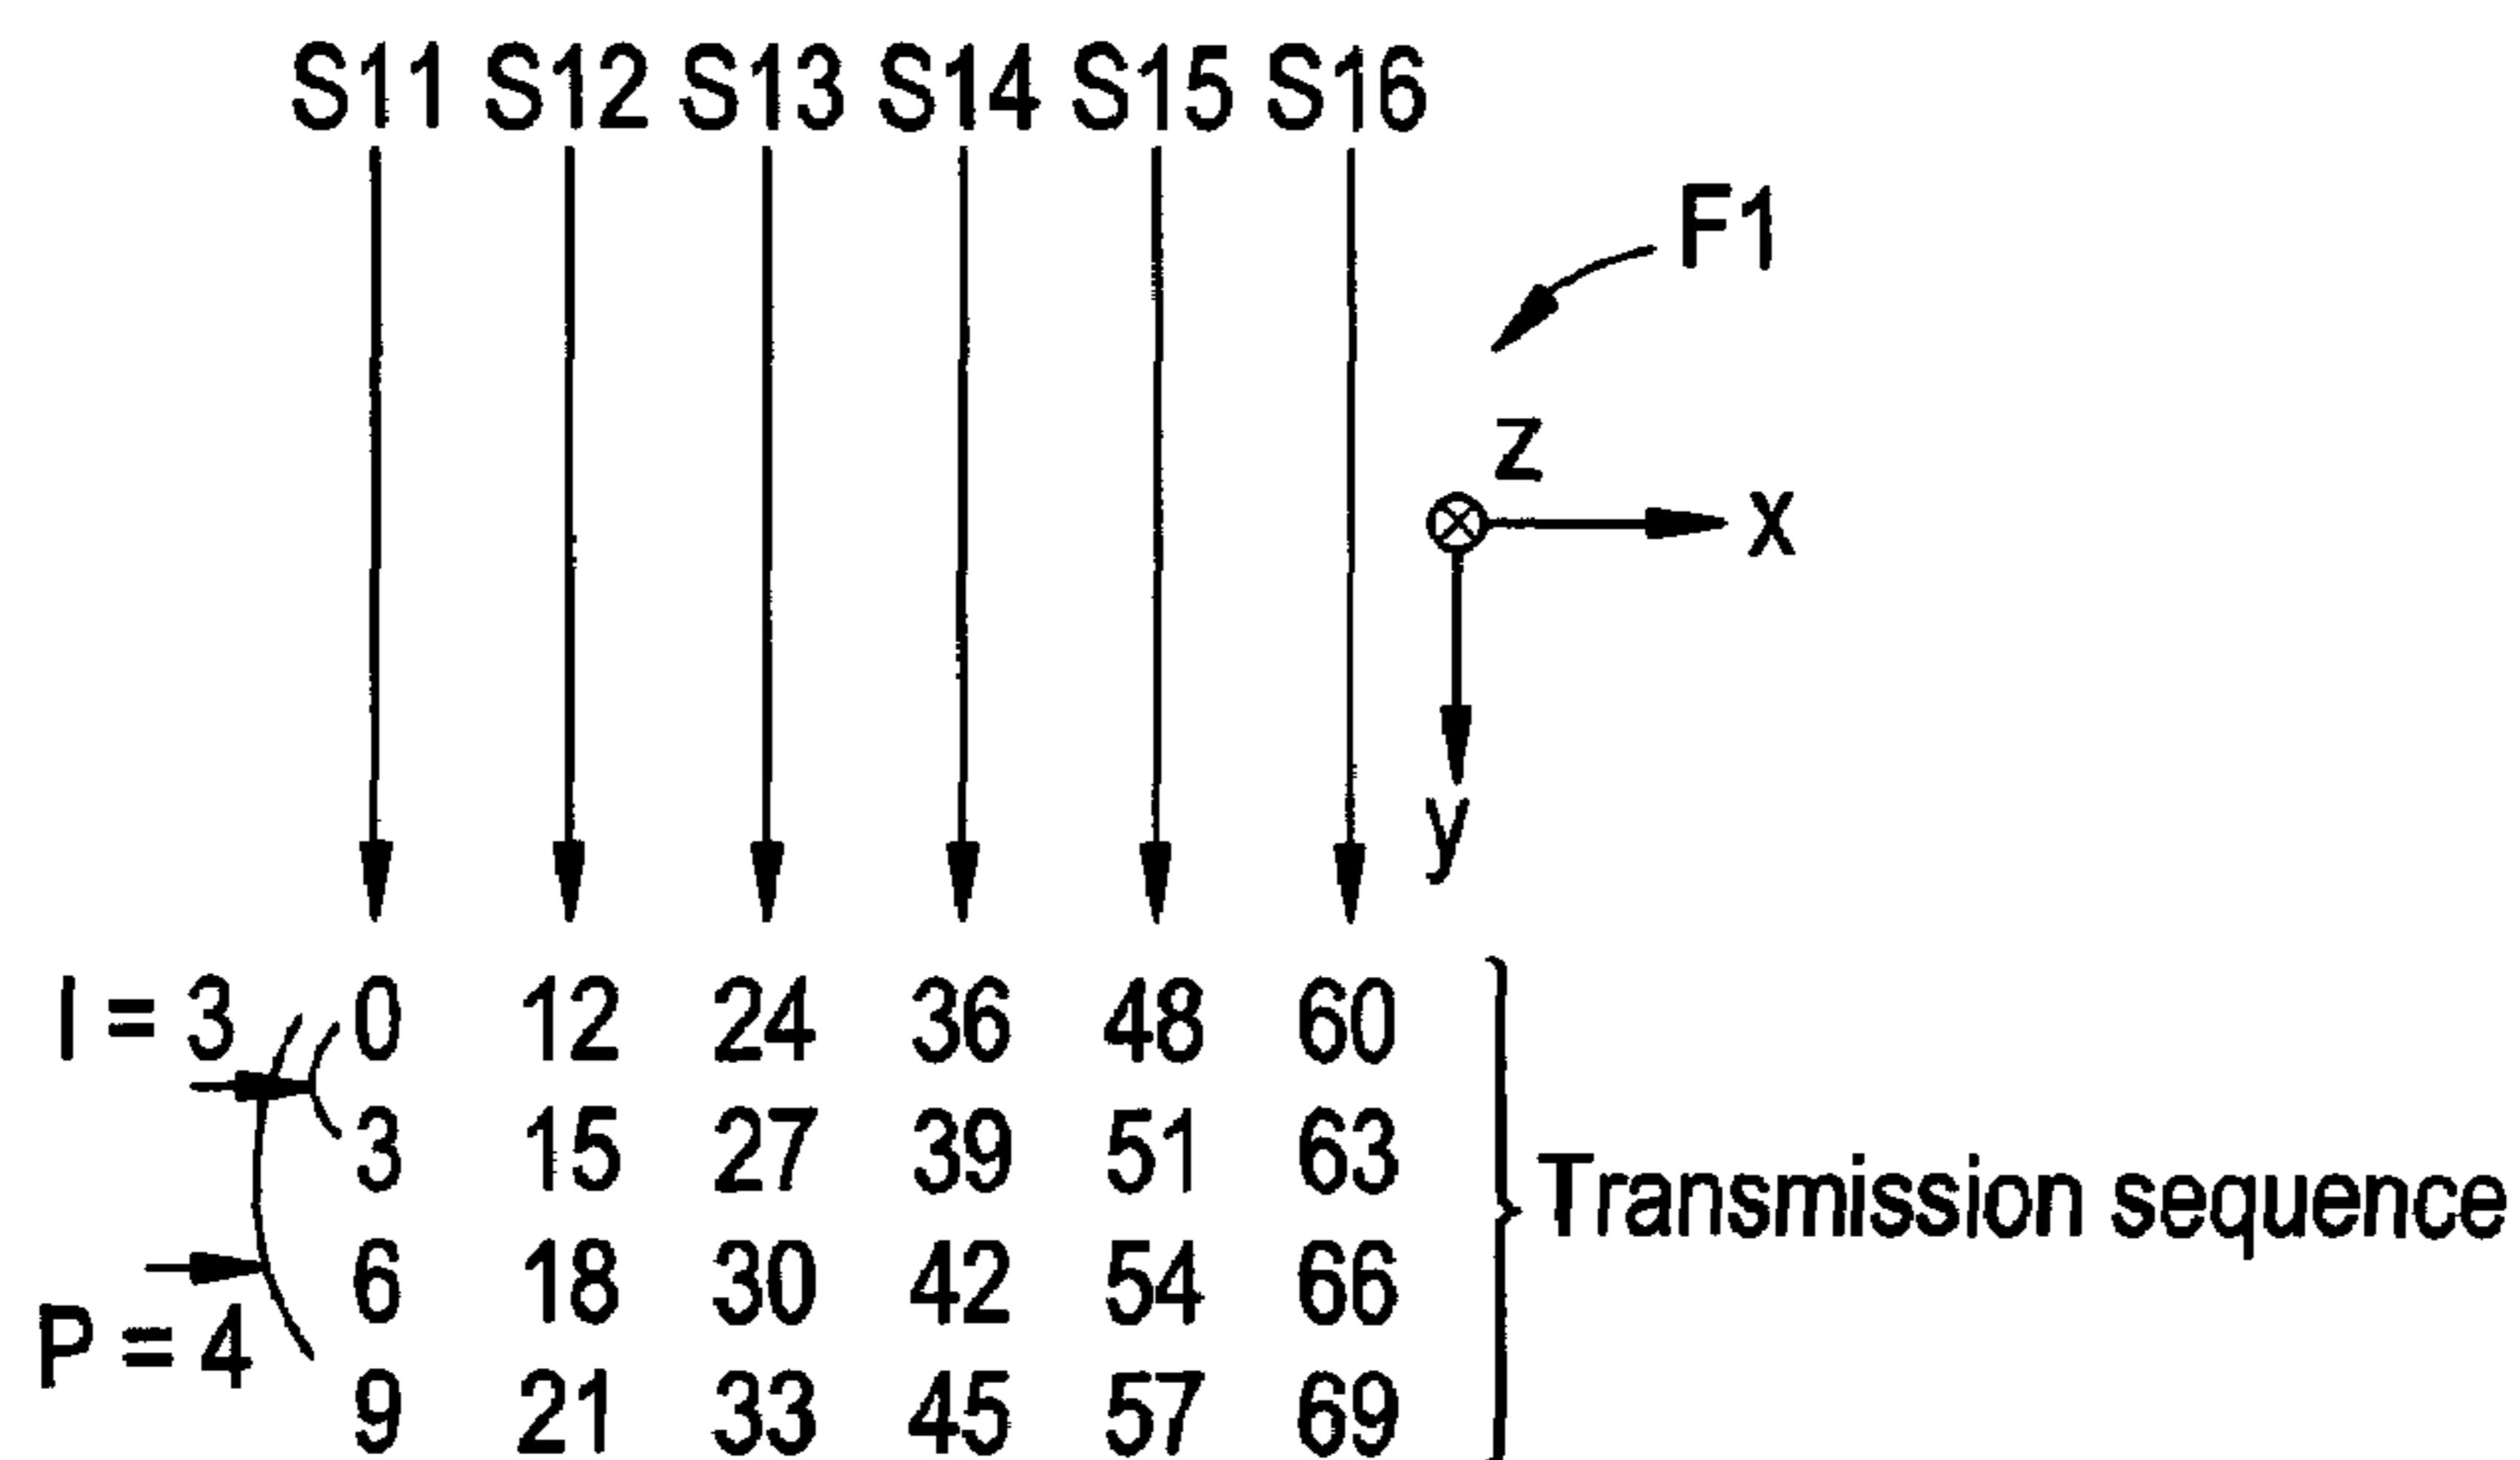 S11 S12 S13 S14 S15 S16
F1
Z
X
y
I = 3 0 12 24 36 48 60
3 15 27 39 51 63
Transmission sequence
6 18 30 42 54 66
P = 4
9 21 33 45 57 69